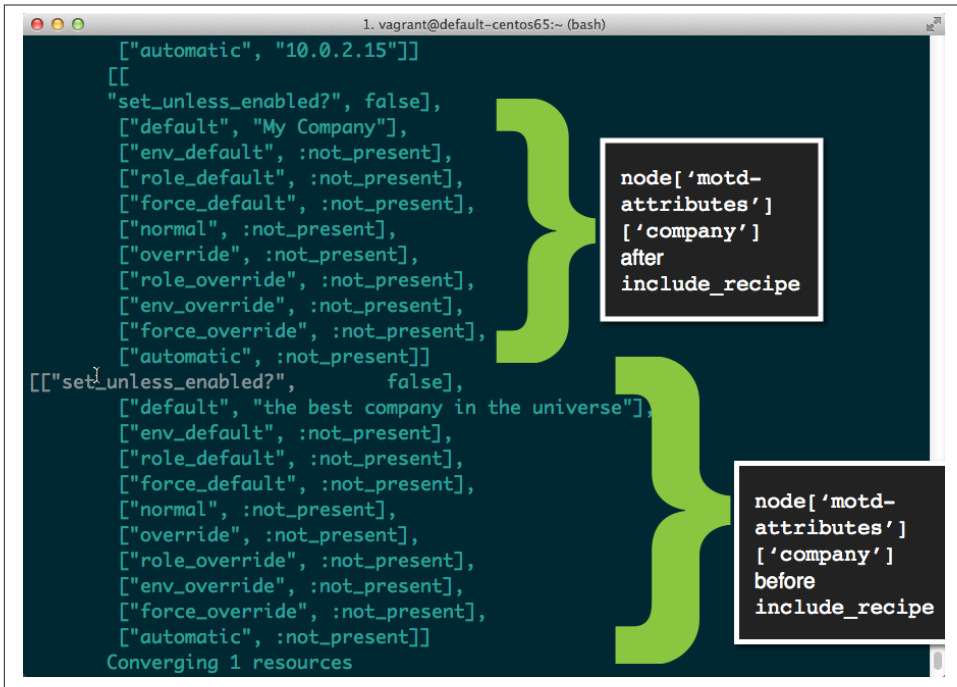 1. vagrant@default-centos65:~ (bash)
["automatic", "10.0.2.15"]]
[[
"set_unless_enabled?", false],
["default", "My Company"],
["env_default", :not_present],
["role_default", :not_present],
["force_default", :not_present],
["normal", :not_present],
["override", :not_present],
["role_override", :not_present],
["env_override", :not_present],
["force_override", :not_present],
["automatic", :not_present]]
node[‘motd-
attributes’]
[‘company’]
after
include_recipe
[["set_unless_enabled?", false],
["default", "the best company in the universe"],
["env_default", :not_present],
["role_default", :not_present],
["force_default", :not_present],
["normal", :not_present],
["override", :not_present],
["role_override", :not_present],
["env_override", :not_present],
["force_override", :not_present],
["automatic", :not_present]]
Converging 1 resources
node[‘motd-
attributes’]
[‘company’]
before
include_recipe